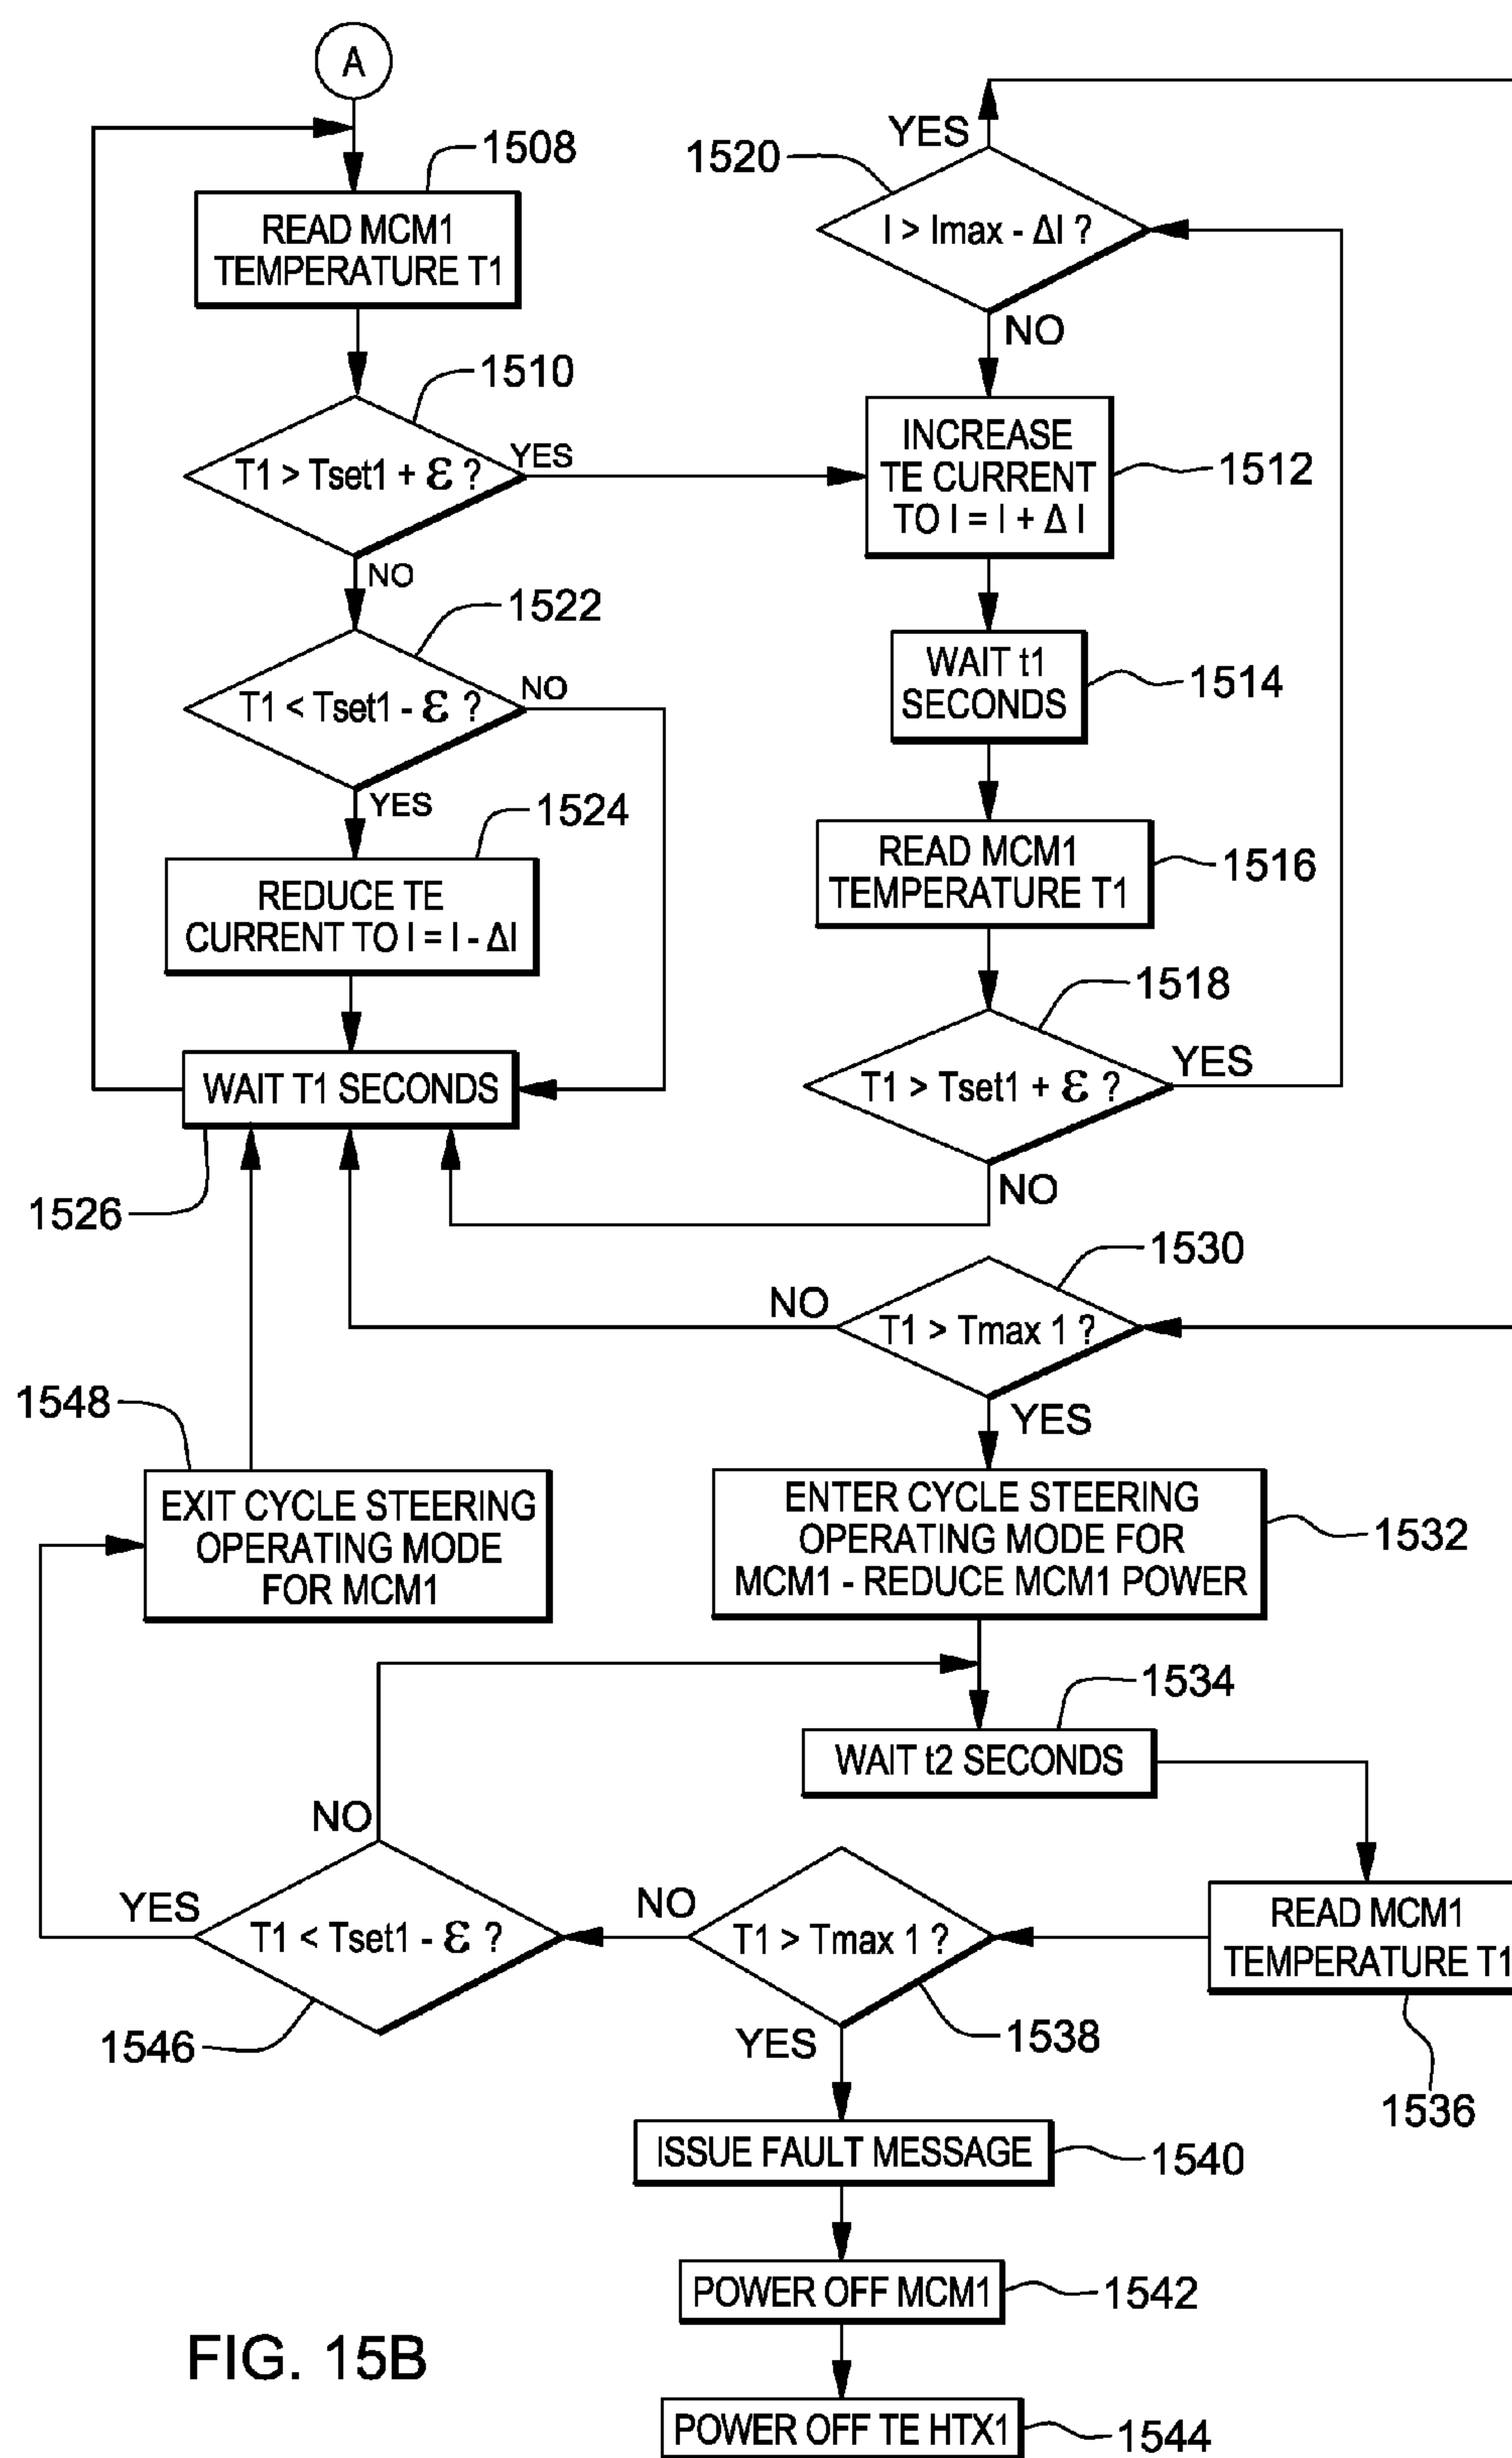 A
1508
READ MCM1
TEMPERATURE T1
1510
T1 > Tset1 + ε ?
YES
NO
1522
T1 < Tset1 - ε ?
NO
YES
1524
REDUCE TE
CURRENT TO I = I - ΔI
WAIT T1 SECONDS
1526
YES
1520
I > Imax - ΔI ?
NO
INCREASE
TE CURRENT
TO I = I + Δ I
1512
WAIT t1
SECONDS
1514
READ MCM1
TEMPERATURE T1
1516
1518
T1 > Tset1 + ε ?
YES
NO
1530
NO
T1 > Tmax 1 ?
YES
1548
EXIT CYCLE STEERING
OPERATING MODE
FOR MCM1
ENTER CYCLE STEERING
OPERATING MODE FOR
MCM1 - REDUCE MCM1 POWER
1532
1534
WAIT t2 SECONDS
NO
YES
T1 < Tset1 - ε ?
1546
NO
T1 > Tmax 1 ?
YES
1538
READ MCM1
TEMPERATURE T1
1536
ISSUE FAULT MESSAGE
1540
POWER OFF MCM1
1542
POWER OFF TE HTX1
1544
FIG. 15B